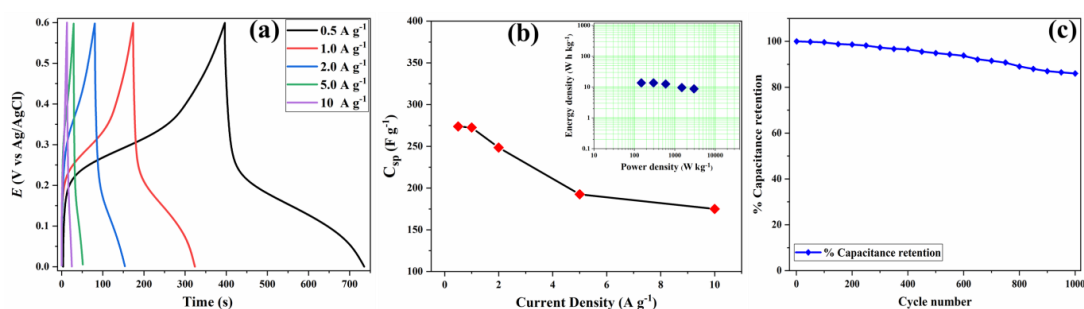 (a)
0.5 A g⁻¹
1.0 A g⁻¹
2.0 A g⁻¹
5.0 A g⁻¹
10 A g⁻¹
E (V vs Ag/AgCl)
0.6
0.5
0.4
0.3
0.2
0.1
0.0
0 100 200 300 400 500 600 700
Time (s)
(b)
Csp (F g⁻¹)
400
350
300
250
200
150
100
0 2 4 6 8 10
Current Density (A g⁻¹)
Energy density (W h kg⁻¹)
1000
100
10
1
0.1
10 100 1000 10000
Power density (W kg⁻¹)
(c)
% Capacitance retention
100
80
60
40
20
0
% Capacitance retention
0 200 400 600 800 1000
Cycle number